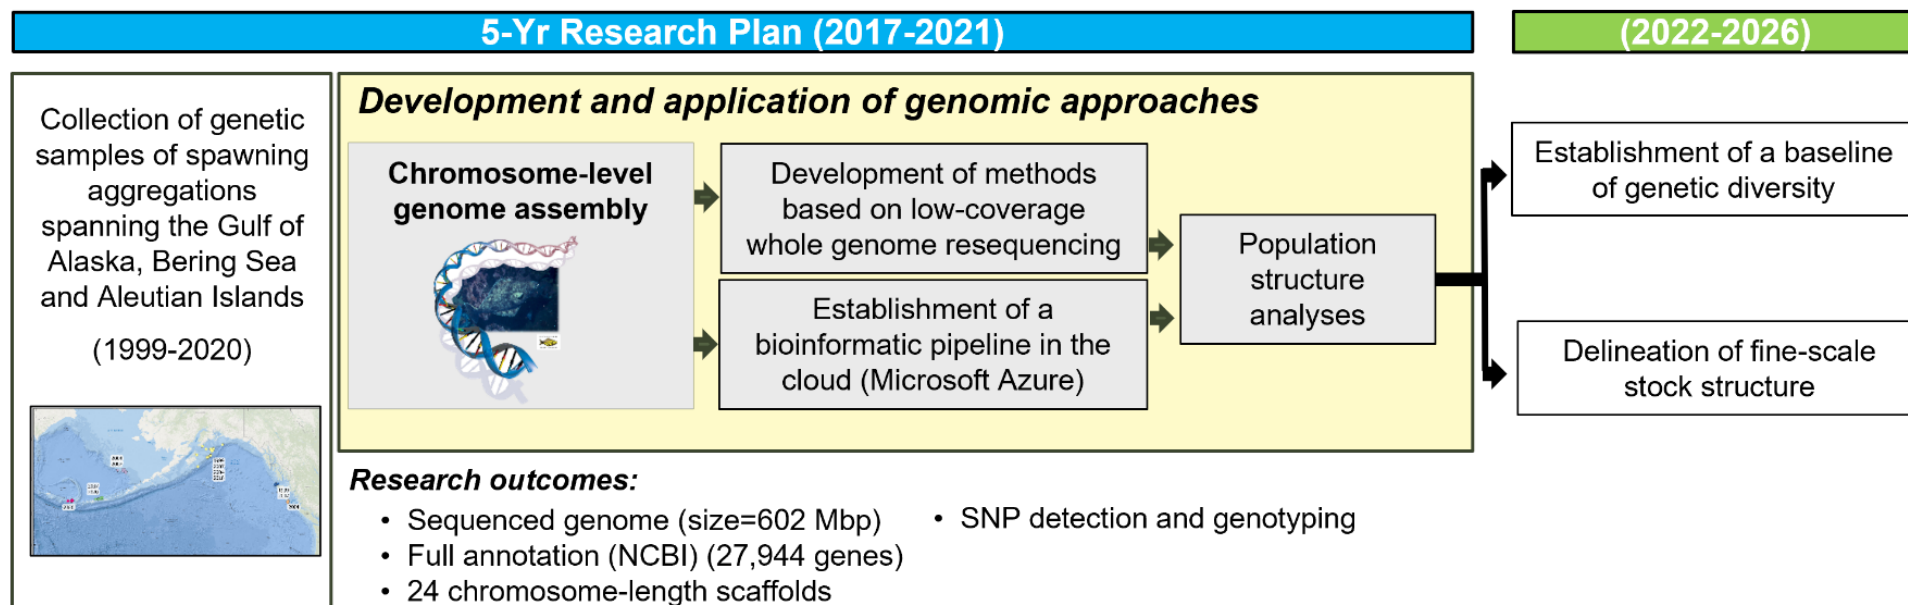 5-Yr Research Plan (2017-2021)
(2022-2026)
Collection of genetic
samples of spawning
aggregations
spanning the Gulf of
Alaska, Bering Sea
and Aleutian Islands
(1999-2020)
Development and application of genomic approaches
Chromosome-level
genome assembly
Development of methods
based on low-coverage
whole genome resequencing
Establishment of a
bioinformatic pipeline in the
cloud (Microsoft Azure)
Population
structure
analyses
Establishment of a baseline
of genetic diversity
Delineation of fine-scale
stock structure
Research outcomes:
• Sequenced genome (size=602 Mbp)
• Full annotation (NCBI) (27,944 genes)
• 24 chromosome-length scaffolds
• SNP detection and genotyping